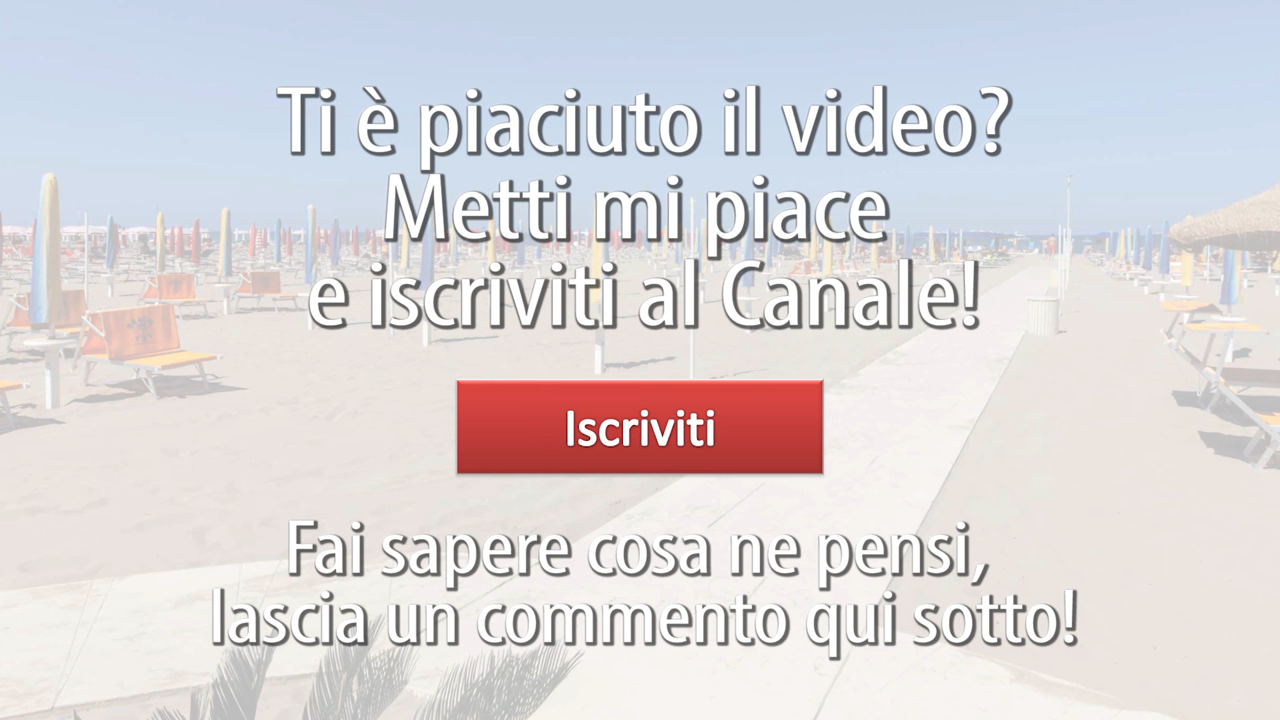 Ti è piaciuto il video?
Metti mi piace
e iscriviti al Canale!
Iscriviti
Fai sapere cosa ne pensi,
lascia un commento qui sotto!